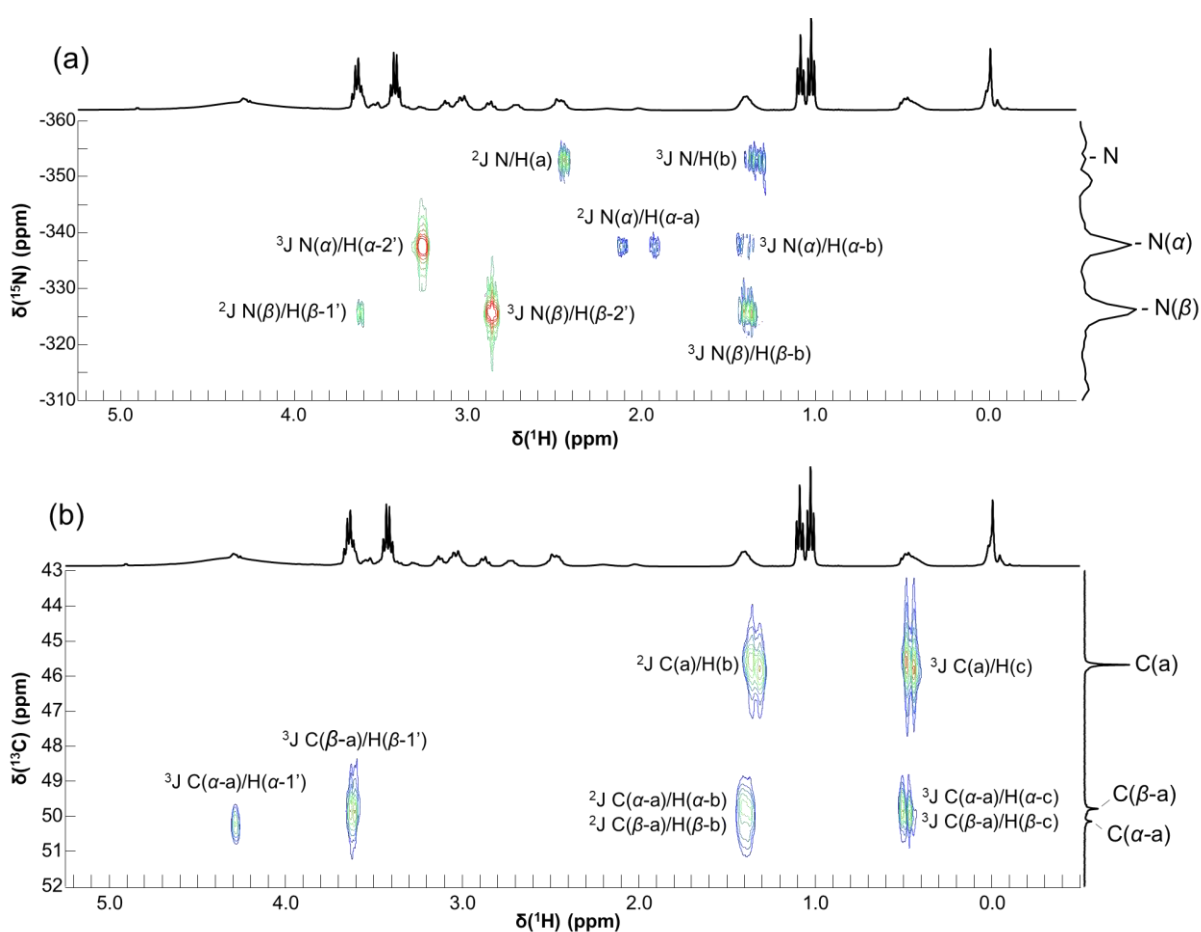 (a)
-360
-350
-340
-330
-320
-310
δ(¹⁵N) (ppm)
²J N/H(a)
³J N/H(b)
N
²J N(α)/H(α-a)
³J N(α)/H(α-2’)
³J N(α)/H(α-b)
N(α)
²J N(β)/H(β-1’)
³J N(β)/H(β-2’)
N(β)
³J N(β)/H(β-b)
5.0 4.0 3.0 2.0 1.0 0.0
δ(¹H) (ppm)
(b)
43
44
45
46
47
48
49
50
51
52
δ(¹³C) (ppm)
²J C(a)/H(b)
³J C(a)/H(c)
C(a)
³J C(β-a)/H(β-1’)
³J C(α-a)/H(α-1’)
²J C(α-a)/H(α-b)
²J C(β-a)/H(β-b)
³J C(α-a)/H(α-c)
³J C(β-a)/H(β-c)
C(β-a)
C(α-a)
5.0 4.0 3.0 2.0 1.0 0.0
δ(¹H) (ppm)